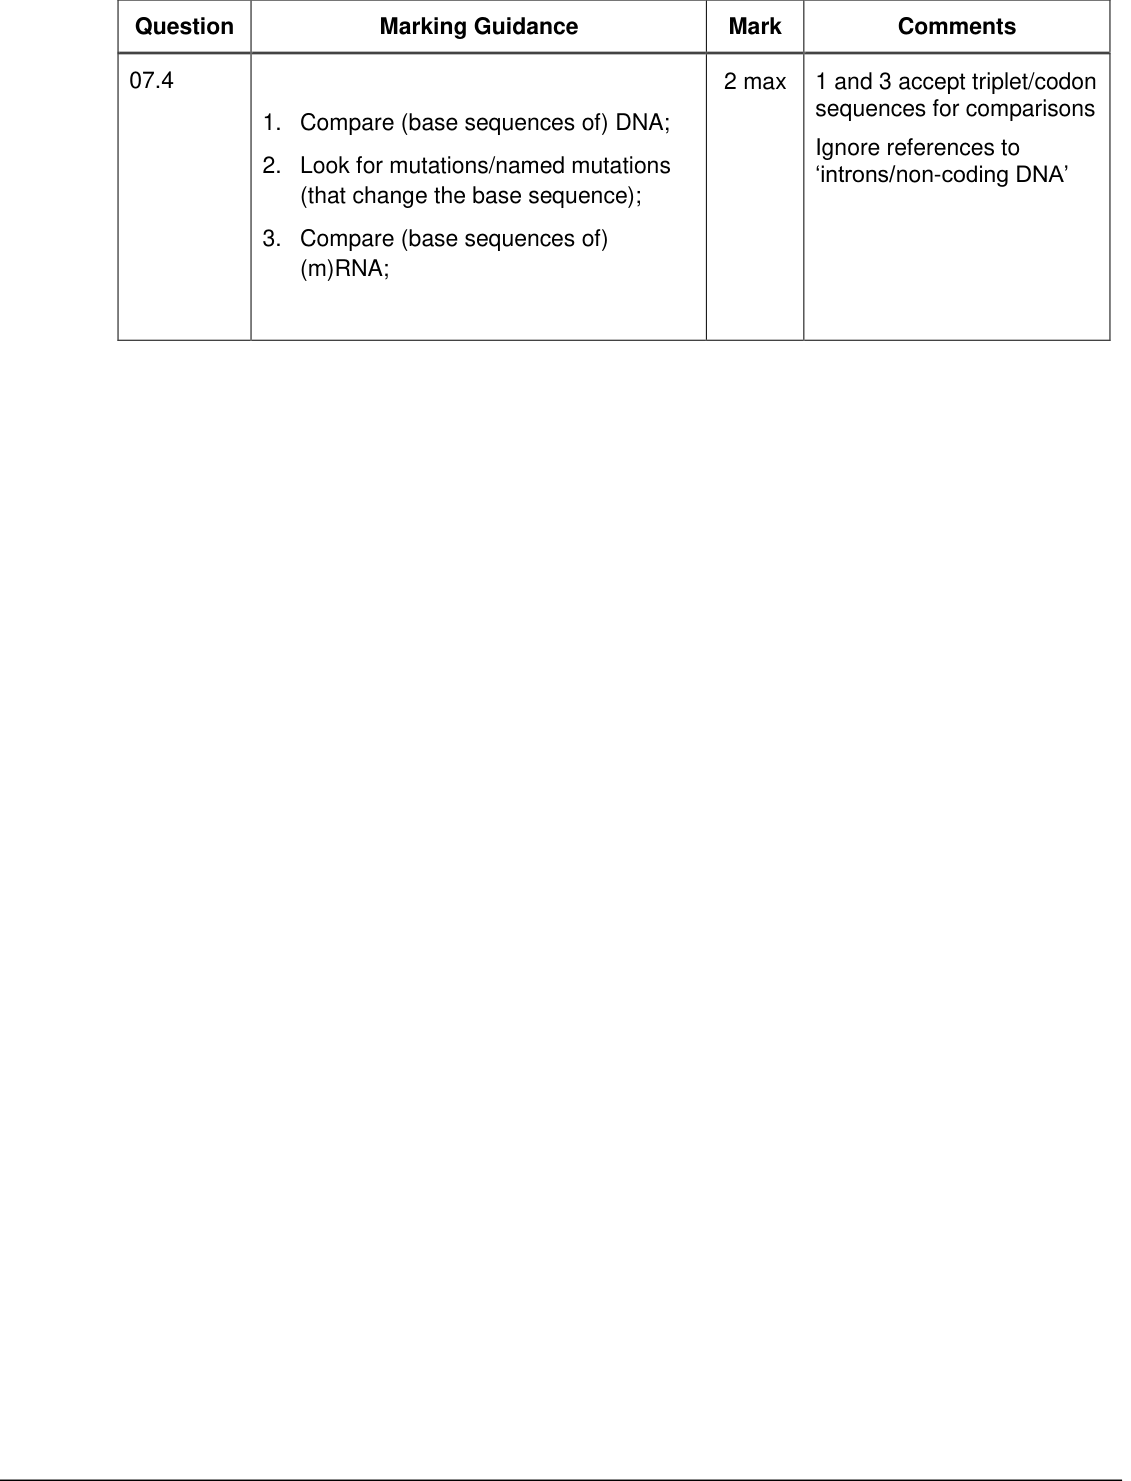 Question Marking Guidance Mark Comments
07.4
1. Compare (base sequences of) DNA;
2. Look for mutations/named mutations
(that change the base sequence);
3. Compare (base sequences of)
(m)RNA;
2 max
1 and 3 accept triplet/codon
sequences for comparisons
Ignore references to
‘introns/non-coding DNA’